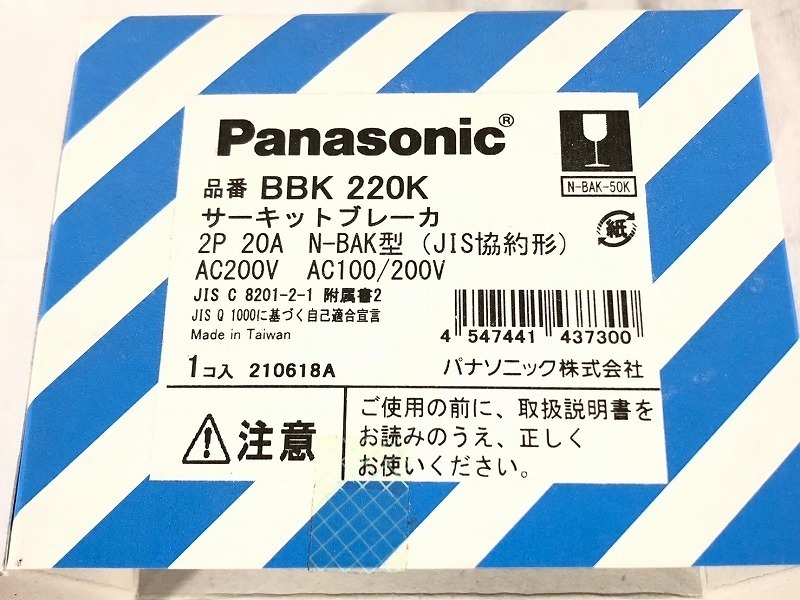 Panasonic®
N-BAK-50K
品番 BBK 220K
サーキットブレーカ
紙
2P 20A N-BAK型（JIS協約形）
AC200V AC100/200V
JIS C 8201-2-1 附属書2
JIS Q 1000に基づく自己適合宣言
Made in Taiwan
4 547441 437300
1コ入 210618A
パナソニック株式会社
注意
ご使用の前に、取扱説明書を
お読みのうえ、正しく
お使いください。